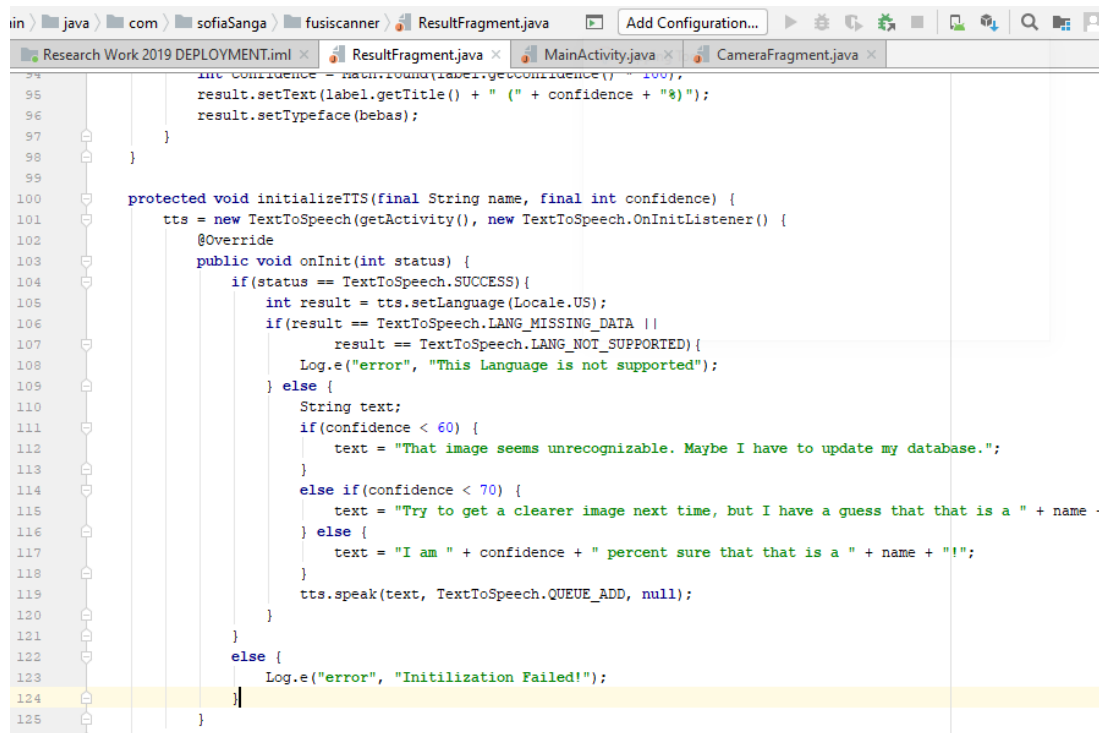 in java com sofiaSanga fusiscanner ResultFragment.java Add Configuration...
Research Work 2019 DEPLOYMENT.iml ResultFragment.java MainActivity.java CameraFragment.java
94 int confidence = Math.round(label.getConfidence() * 100);
95 result.setText(label.getTitle() + " (" + confidence + "%)");
96 result.setTypeface(bebas);
97 }
98 }
99
100 protected void initializeTTS(final String name, final int confidence) {
101 tts = new TextToSpeech(getActivity(), new TextToSpeech.OnInitListener() {
102 @Override
103 public void onInit(int status) {
104 if(status == TextToSpeech.SUCCESS){
105 int result = tts.setLanguage(Locale.US);
106 if(result == TextToSpeech.LANG_MISSING_DATA ||
107 result == TextToSpeech.LANG_NOT_SUPPORTED){
108 Log.e("error", "This Language is not supported");
109 } else {
110 String text;
111 if(confidence < 60) {
112 text = "That image seems unrecognizable. Maybe I have to update my database.";
113 }
114 else if(confidence < 70) {
115 text = "Try to get a clearer image next time, but I have a guess that that is a " + name
116 } else {
117 text = "I am " + confidence + " percent sure that that is a " + name + "!";
118 }
119 tts.speak(text, TextToSpeech.QUEUE_ADD, null);
120 }
121 }
122 else {
123 Log.e("error", "Initilization Failed!");
124 }
125 }